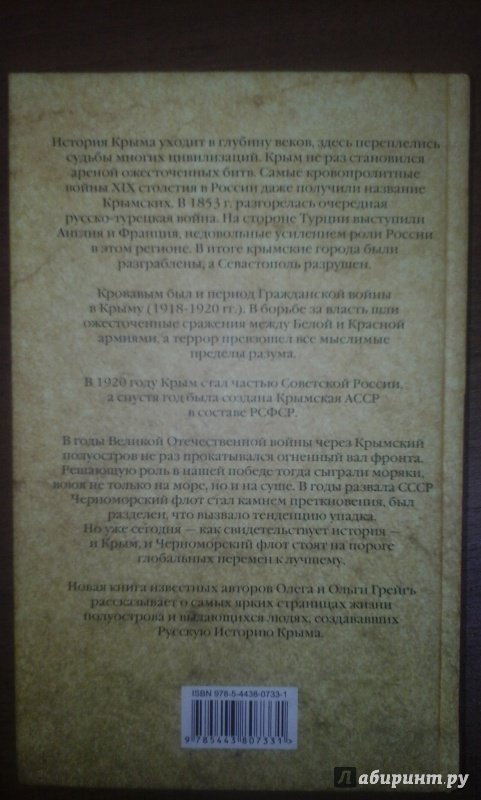 История Крыма уходит в глубину веков, здесь переплелись
судьбы многих цивилизаций. Крым не раз становился
ареной ожесточенных битв. Самые кровопролитные
войны XIX столетия в России даже получили название
Крымских. В 1853 г. разгорелась очередная
русско-турецкая война. На стороне Турции выступили
Англия и Франция, недовольные усилением роли России
в этом регионе. В итоге крымские города были
разграблены, а Севастополь разрушен.
Кровавым был и период Гражданской войны
в Крыму (1918-1920 гг.). В борьбе за власть шли
ожесточенные сражения между Белой и Красной
армиями, а террор превзошел все мыслимые
пределы разума.
В 1920 году Крым стал частью Советской России,
а спустя год была создана Крымская АССР
в составе РСФСР.
В годы Великой Отечественной войны через Крымский
полуостров не раз прокатывался огненный вал фронта.
Решающую роль в нашей победе тогда сыграли моряки,
воюя не только на море, но и на суше. В годы развала СССР
Черноморский флот стал камнем преткновения, был
разделен, что вызвало тенденцию упадка.
Но уже сегодня — как свидетельствует история —
и Крым, и Черноморский флот стоят на пороге
глобальных перемен к лучшему.
Новая книга известных авторов Олега и Ольги Грейгъ
рассказывает о самых ярких страницах жизни
полуострова и выдающихся людях, создававших
Русскую Историю Крыма.
ISBN 978-5-4438-0733-1
9 785443 807331 >
Лабиринт.ру